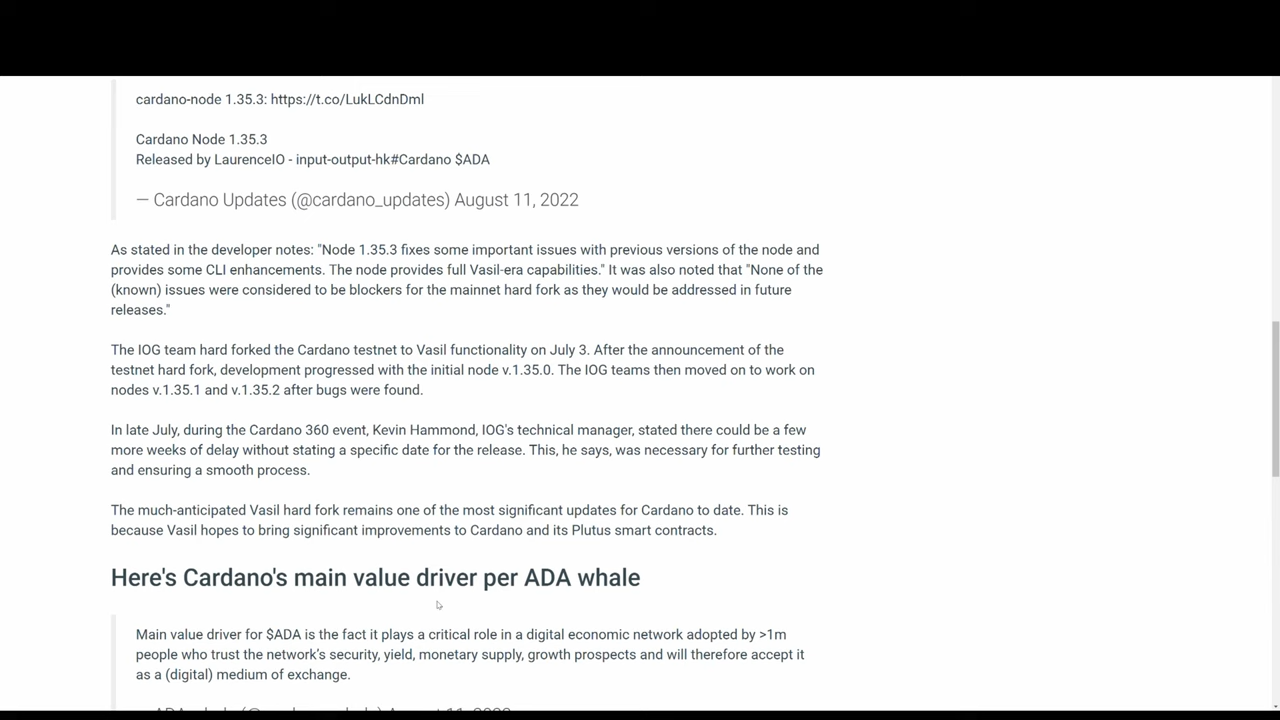 cardano-node 1.35.3: https://t.co/LukLCdnDml
Cardano Node 1.35.3
Released by LaurenceIO - input-output-hk#Cardano $ADA
— Cardano Updates (@cardano_updates) August 11, 2022
As stated in the developer notes: "Node 1.35.3 fixes some important issues with previous versions of the node and
provides some CLI enhancements. The node provides full Vasil-era capabilities." It was also noted that "None of the
(known) issues were considered to be blockers for the mainnet hard fork as they would be addressed in future
releases."
The IOG team hard forked the Cardano testnet to Vasil functionality on July 3. After the announcement of the
testnet hard fork, development progressed with the initial node v.1.35.0. The IOG teams then moved on to work on
nodes v.1.35.1 and v.1.35.2 after bugs were found.
In late July, during the Cardano 360 event, Kevin Hammond, IOG's technical manager, stated there could be a few
more weeks of delay without stating a specific date for the release. This, he says, was necessary for further testing
and ensuring a smooth process.
The much-anticipated Vasil hard fork remains one of the most significant updates for Cardano to date. This is
because Vasil hopes to bring significant improvements to Cardano and its Plutus smart contracts.
Here's Cardano's main value driver per ADA whale
Main value driver for $ADA is the fact it plays a critical role in a digital economic network adopted by >1m
people who trust the network's security, yield, monetary supply, growth prospects and will therefore accept it
as a (digital) medium of exchange.